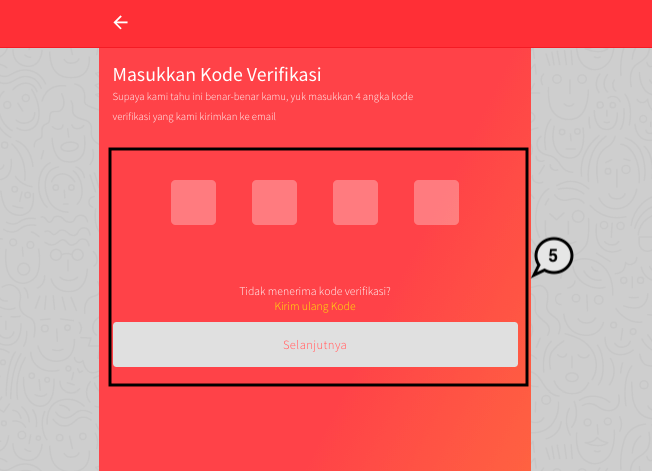 Masukkan Kode Verifikasi
Supaya kami tahu ini benar-benar kamu, yuk masukkan 4 angka kode
verifikasi yang kami kirimkan ke email
5
Tidak menerima kode verifikasi?
Kirim ulang Kode
Selanjutnya